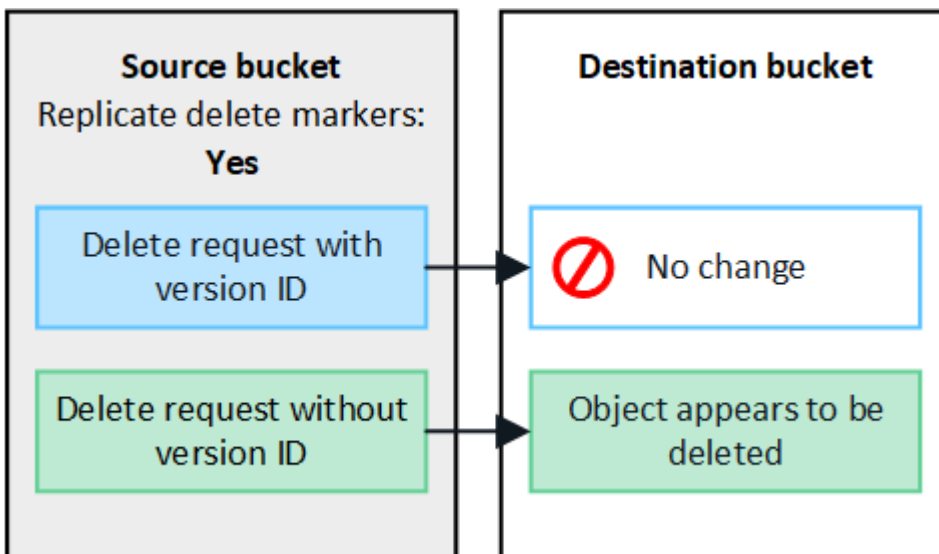 Source bucket
Replicate delete markers:
Yes
Delete request with
version ID
Delete request without
version ID
Destination bucket
No change
Object appears to be
deleted